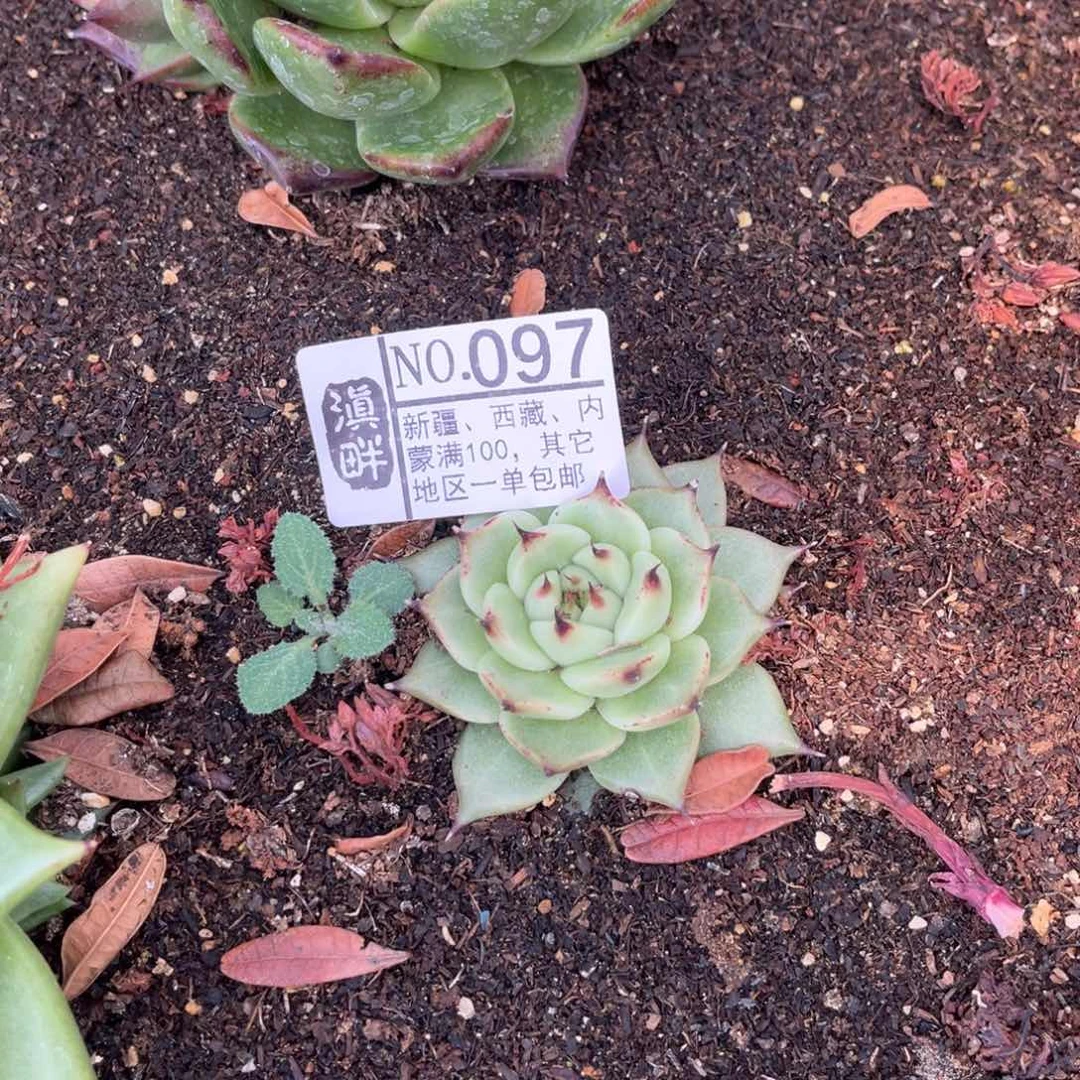 滇畔
NO.097
新疆、西藏、内
蒙满100，其它
地区一单包邮